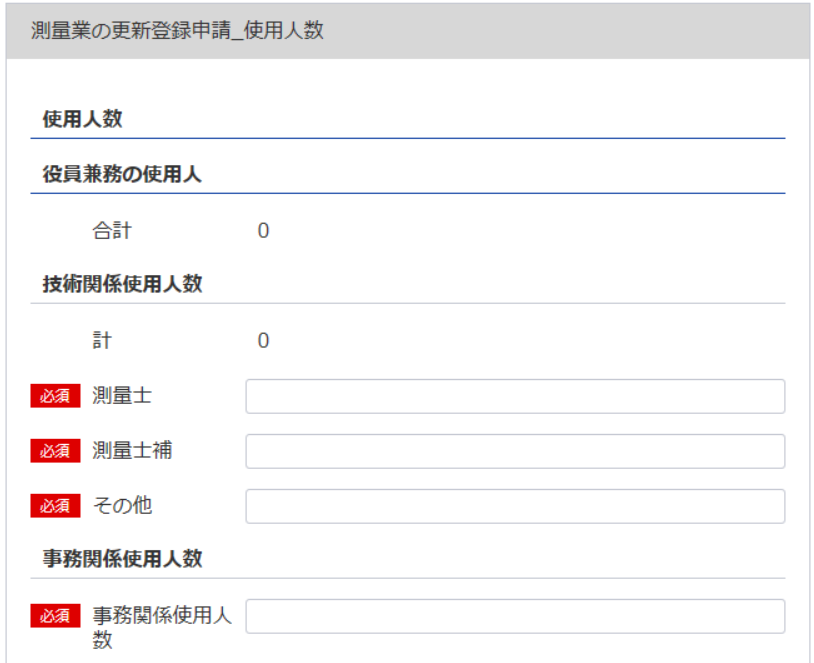 測量業の更新登録申請_使用人数
使用人数
役員兼務の使用人
合計 0
技術関係使用人数
計 0
必須 測量士
必須 測量士補
必須 その他
事務関係使用人数
必須 事務関係使用人
数